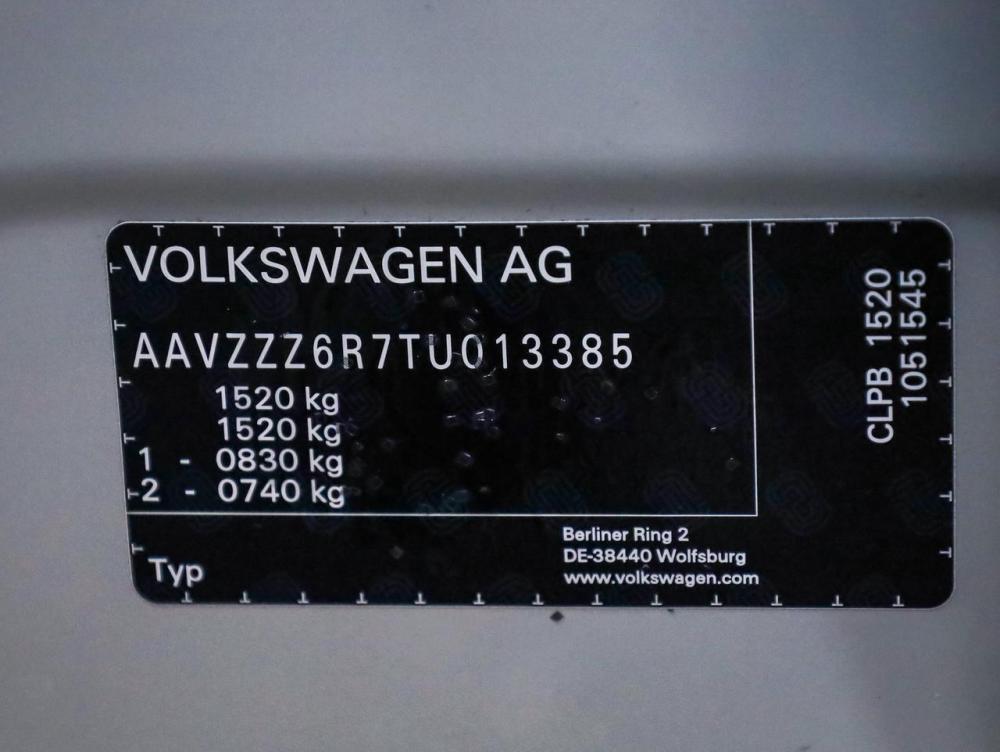 VOLKSWAGEN AG
AAVZZZ6R7TU013385
1520 kg
1520 kg
1 - 0830 kg
2 - 0740 kg
Typ
Berliner Ring 2
DE-38440 Wolfsburg
www.volkswagen.com
CLPB 1520
1051545